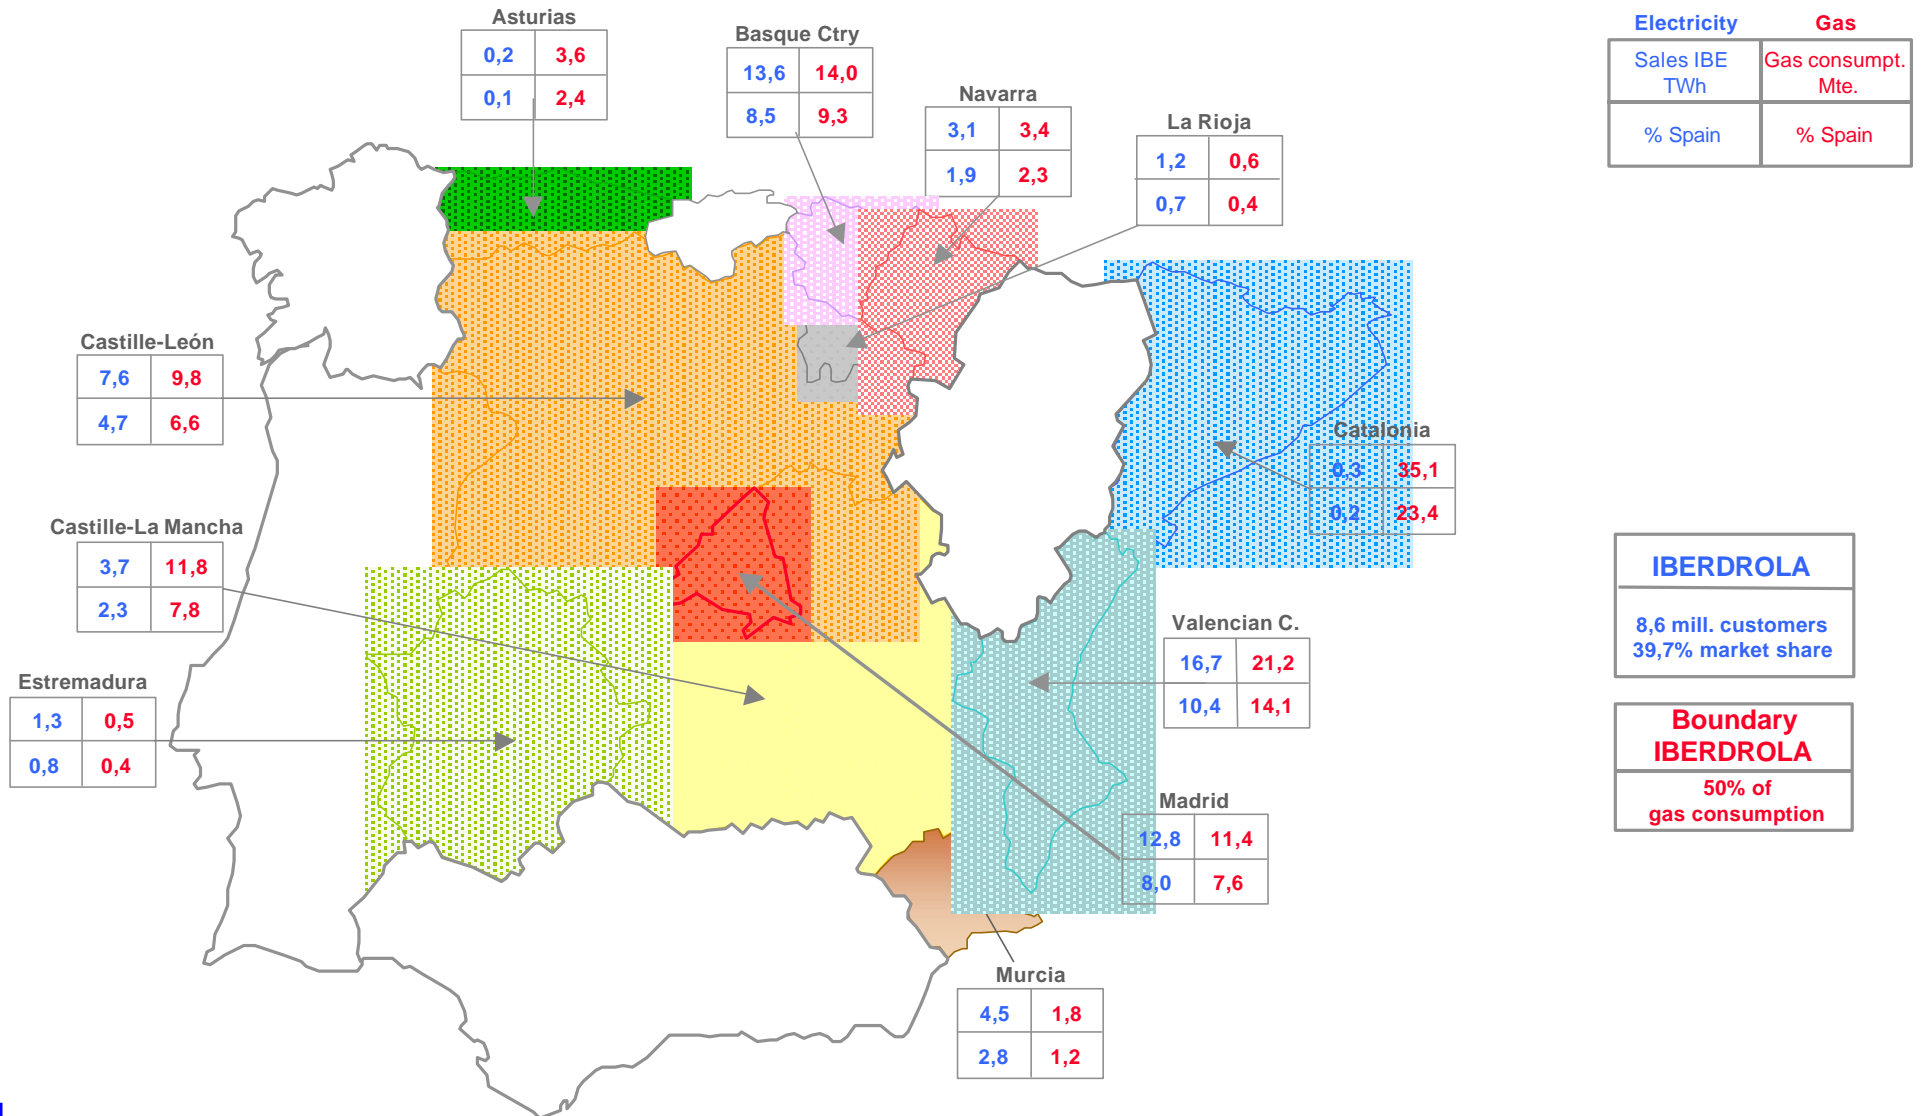 Asturias
0,2 3,6
0,1 2,4
Basque Ctry
13,6 14,0
8,5 9,3
Navarra
3,1 3,4
1,9 2,3
La Rioja
1,2 0,6
0,7 0,4
Electricity Gas
Sales IBE Gas consumpt.
TWh Mte.
% Spain % Spain
Castille-León
7,6 9,8
4,7 6,6
Catalonia
0,3 35,1
0,2 23,4
Castille-La Mancha
3,7 11,8
2,3 7,8
IBERDROLA
8,6 mill. customers
39,7% market share
Valencian C.
16,7 21,2
10,4 14,1
Estremadura
1,3 0,5
0,8 0,4
Boundary
IBERDROLA
50% of
gas consumption
Madrid
12,8 11,4
8,0 7,6
Murcia
4,5 1,8
2,8 1,2